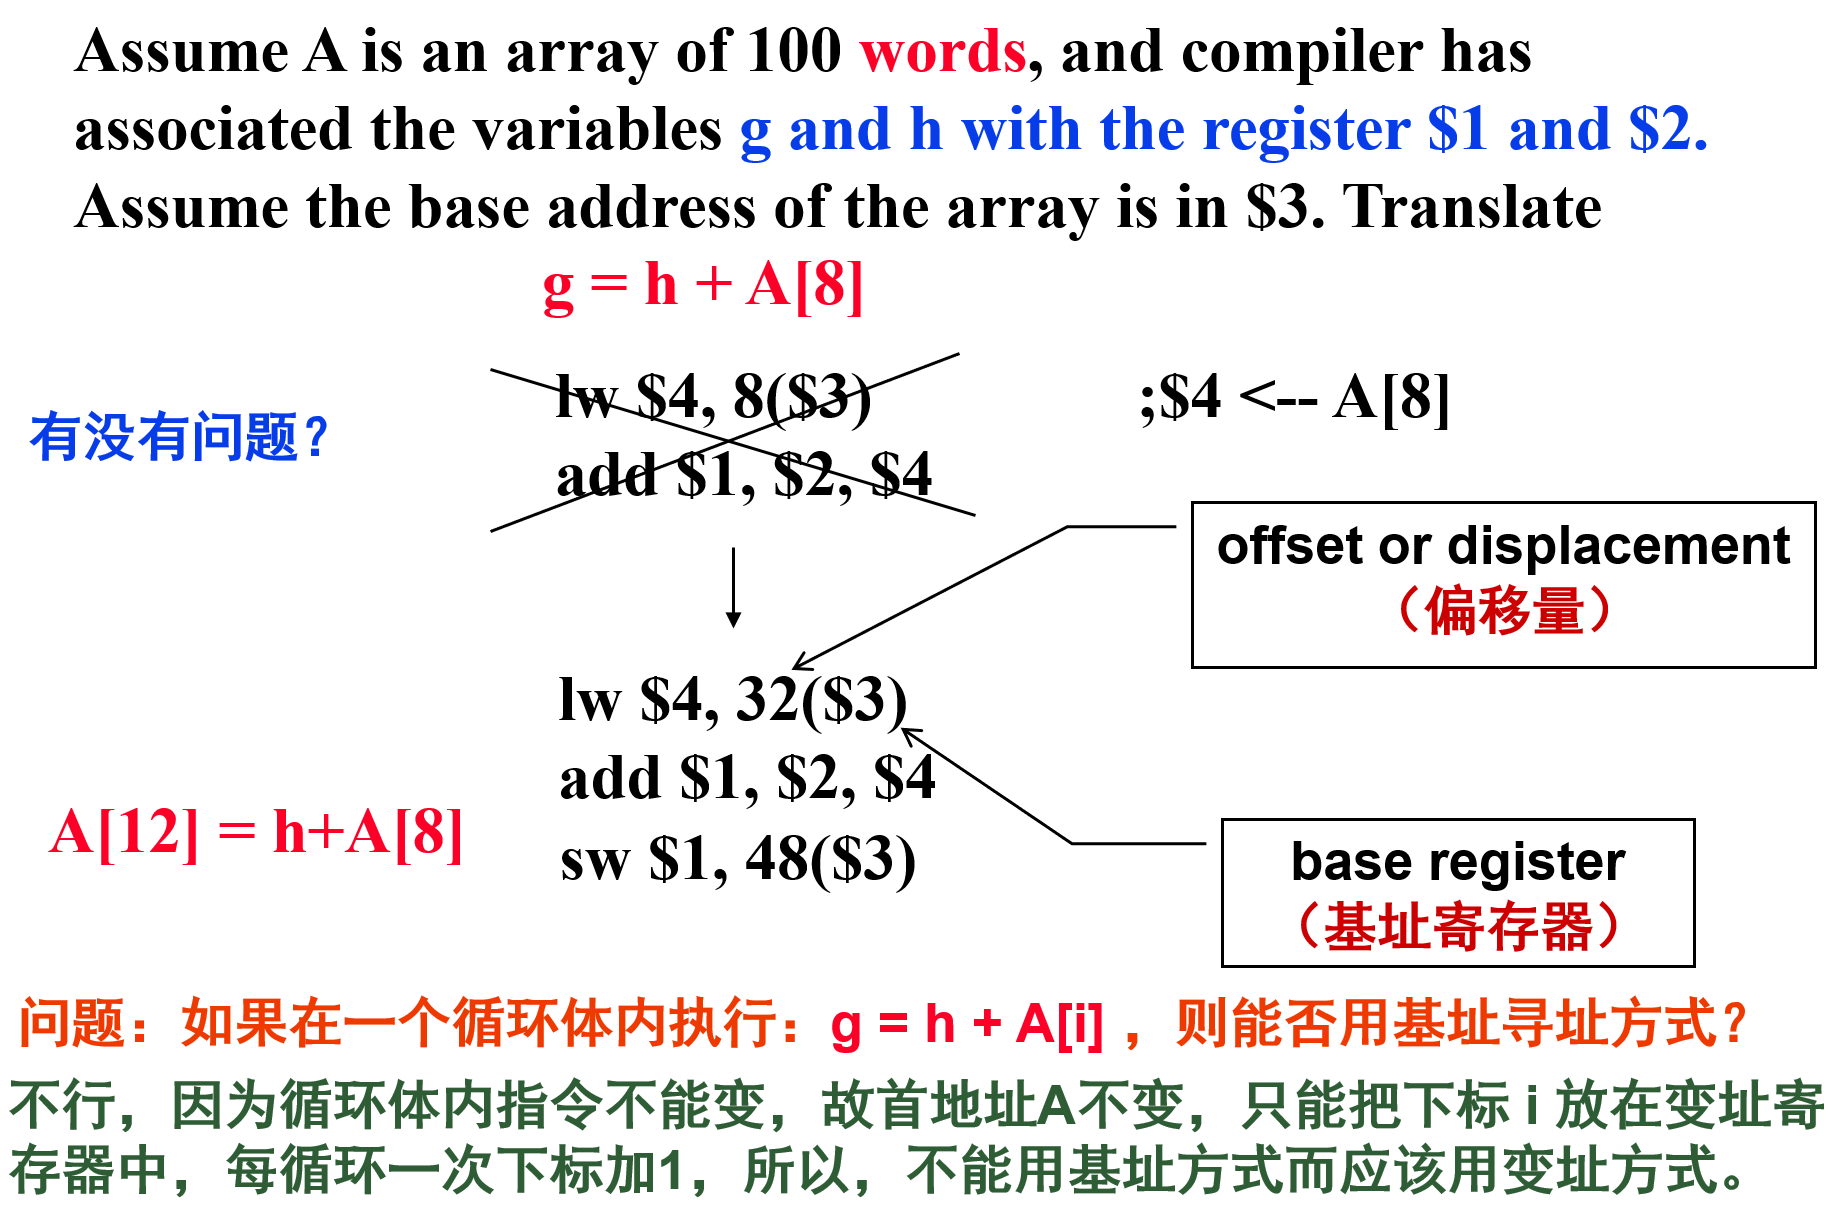 Assume A is an array of 100 words, and compiler has
associated the variables g and h with the register $1 and $2.
Assume the base address of the array is in $3. Translate
g = h + A[8]
lw $4, 8($3)
;$4 <-- A[8]
有没有问题？
add $1, $2, $4
offset or displacement
（偏移量）
lw $4, 32($3)
add $1, $2, $4
A[12] = h+A[8]
sw $1, 48($3)
base register
（基址寄存器）
问题：如果在一个循环体内执行：g = h + A[i] ，则能否用基址寻址方式？
不行，因为循环体内指令不能变，故首地址A不变，只能把下标 i 放在变址寄
存器中，每循环一次下标加1，所以，不能用基址方式而应该用变址方式。